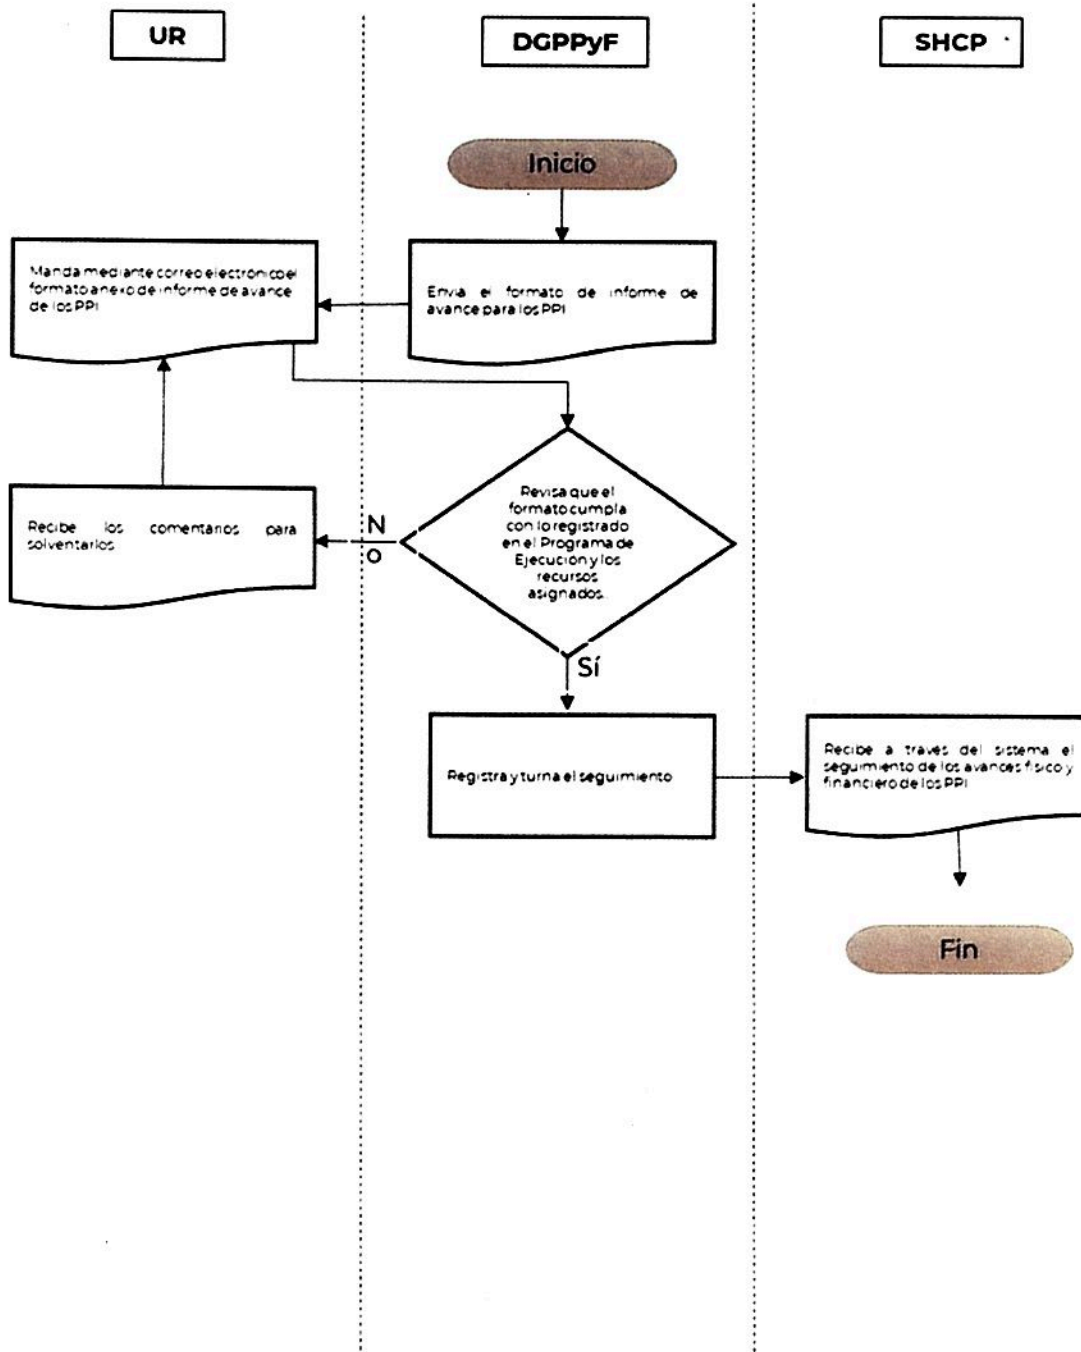 UR
DGPPyF
SHCP
Inicio
Manda mediante correo electrónico el
formato anexo de informe de avance
de los PPI
Envía el formato de informe de
avance para los PPI
Revisa que el
formato cumpla
con lo registrado
en el Programa de
Ejecución y los
recursos
asignados.
N
o
Recibe los comentarios para
solventarlos
Sí
Registra y turna el seguimiento
Recibe a través del sistema el
seguimiento de los avances físico y
financiero de los PPI
Fin